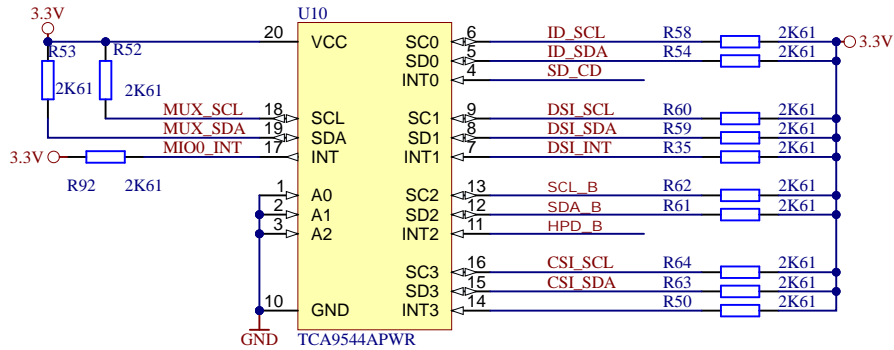 3.3V
U10
20 VCC SC0 6 ID_SCL R58 2K61 3.3V
R53 R52 SD0 5 ID_SDA R54 2K61
INT0 4 SD_CD
2K61 2K61
MUX_SCL 18 SCL SC1 9 DSI_SCL R60 2K61
MUX_SDA 19 SDA SD1 8 DSI_SDA R59 2K61
3.3V MIO0_INT 17 INT INT1 7 DSI_INT R35 2K61
R92 2K61
1 A0 SC2 13 SCL_B R62 2K61
2 A1 SD2 12 SDA_B R61 2K61
3 A2 INT2 11 HPD_B
SC3 16 CSI_SCL R64 2K61
SD3 15 CSI_SDA R63 2K61
10 GND INT3 14 R50 2K61
GND TCA9544APWR